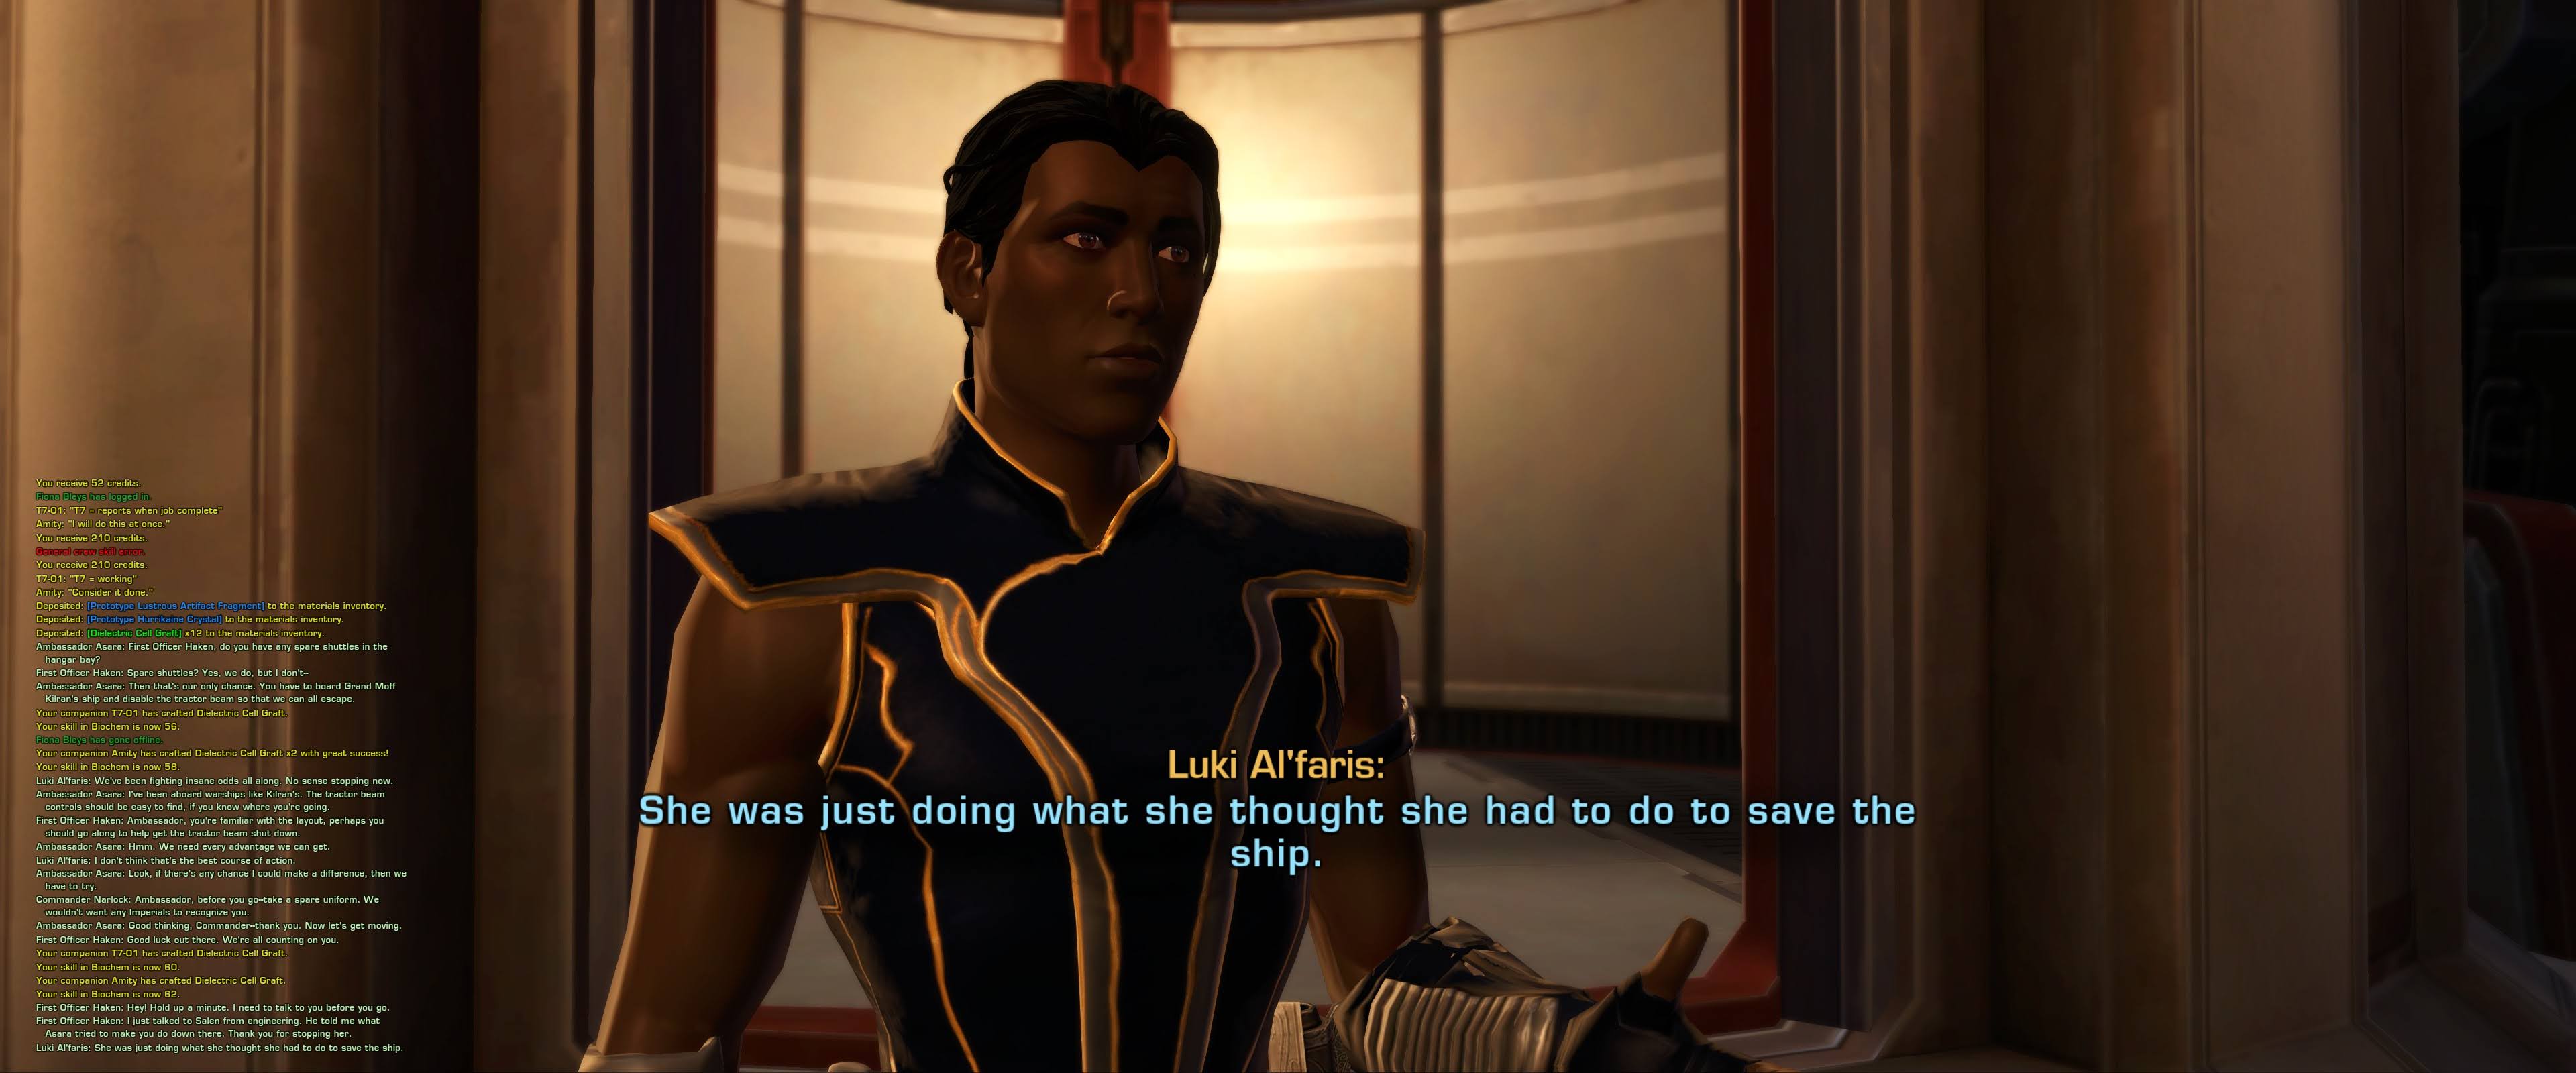 You receive 52 credits.
Fiona Bleys has logged in.
T7-01: "T7 = reports when job complete"
Amity: "I will do this at once."
You receive 210 credits.
General crew skill error.
You receive 210 credits.
T7-01: "T7 = working"
Amity: "Consider it done."
Deposited: [Prototype Lustrous Artifact Fragment] to the materials inventory.
Deposited: [Prototype Hurrikaine Crystal] to the materials inventory.
Deposited: [Dielectric Cell Graft] x12 to the materials inventory.
Ambassador Asara: First Officer Haken, do you have any spare shuttles in the
hangar bay?
First Officer Haken: Spare shuttles? Yes, we do, but I don't–
Ambassador Asara: Then that's our only chance. You have to board Grand Moff
Kilran's ship and disable the tractor beam so that we can all escape.
Your companion T7-01 has crafted Dielectric Cell Graft.
Your skill in Biochem is now 56.
Fiona Bleys has gone offline.
Your companion Amity has crafted Dielectric Cell Graft x2 with great success!
Your skill in Biochem is now 58.
Luki Al'faris: We've been fighting insane odds all along. No sense stopping now.
Ambassador Asara: I've been aboard warships like Kilran's. The tractor beam
controls should be easy to find, if you know where you're going.
First Officer Haken: Ambassador, you're familiar with the layout, perhaps you
should go along to help get the tractor beam shut down.
Ambassador Asara: Hmm. We need every advantage we can get.
Luki Al'faris: I don't think that's the best course of action.
Ambassador Asara: Look, if there's any chance I could make a difference, then we
have to try.
Commander Narlock: Ambassador, before you go–take a spare uniform. We
wouldn't want any Imperials to recognize you.
Ambassador Asara: Good thinking, Commander–thank you. Now let's get moving.
First Officer Haken: Good luck out there. We're all counting on you.
Your companion T7-01 has crafted Dielectric Cell Graft.
Your skill in Biochem is now 60.
Your companion Amity has crafted Dielectric Cell Graft.
Your skill in Biochem is now 62.
First Officer Haken: Hey! Hold up a minute. I need to talk to you before you go.
First Officer Haken: I just talked to Salen from engineering. He told me what
Asara tried to make you do down there. Thank you for stopping her.
Luki Al'faris: She was just doing what she thought she had to do to save the ship.
Luki Al'faris:
She was just doing what she thought she had to do to save the
ship.